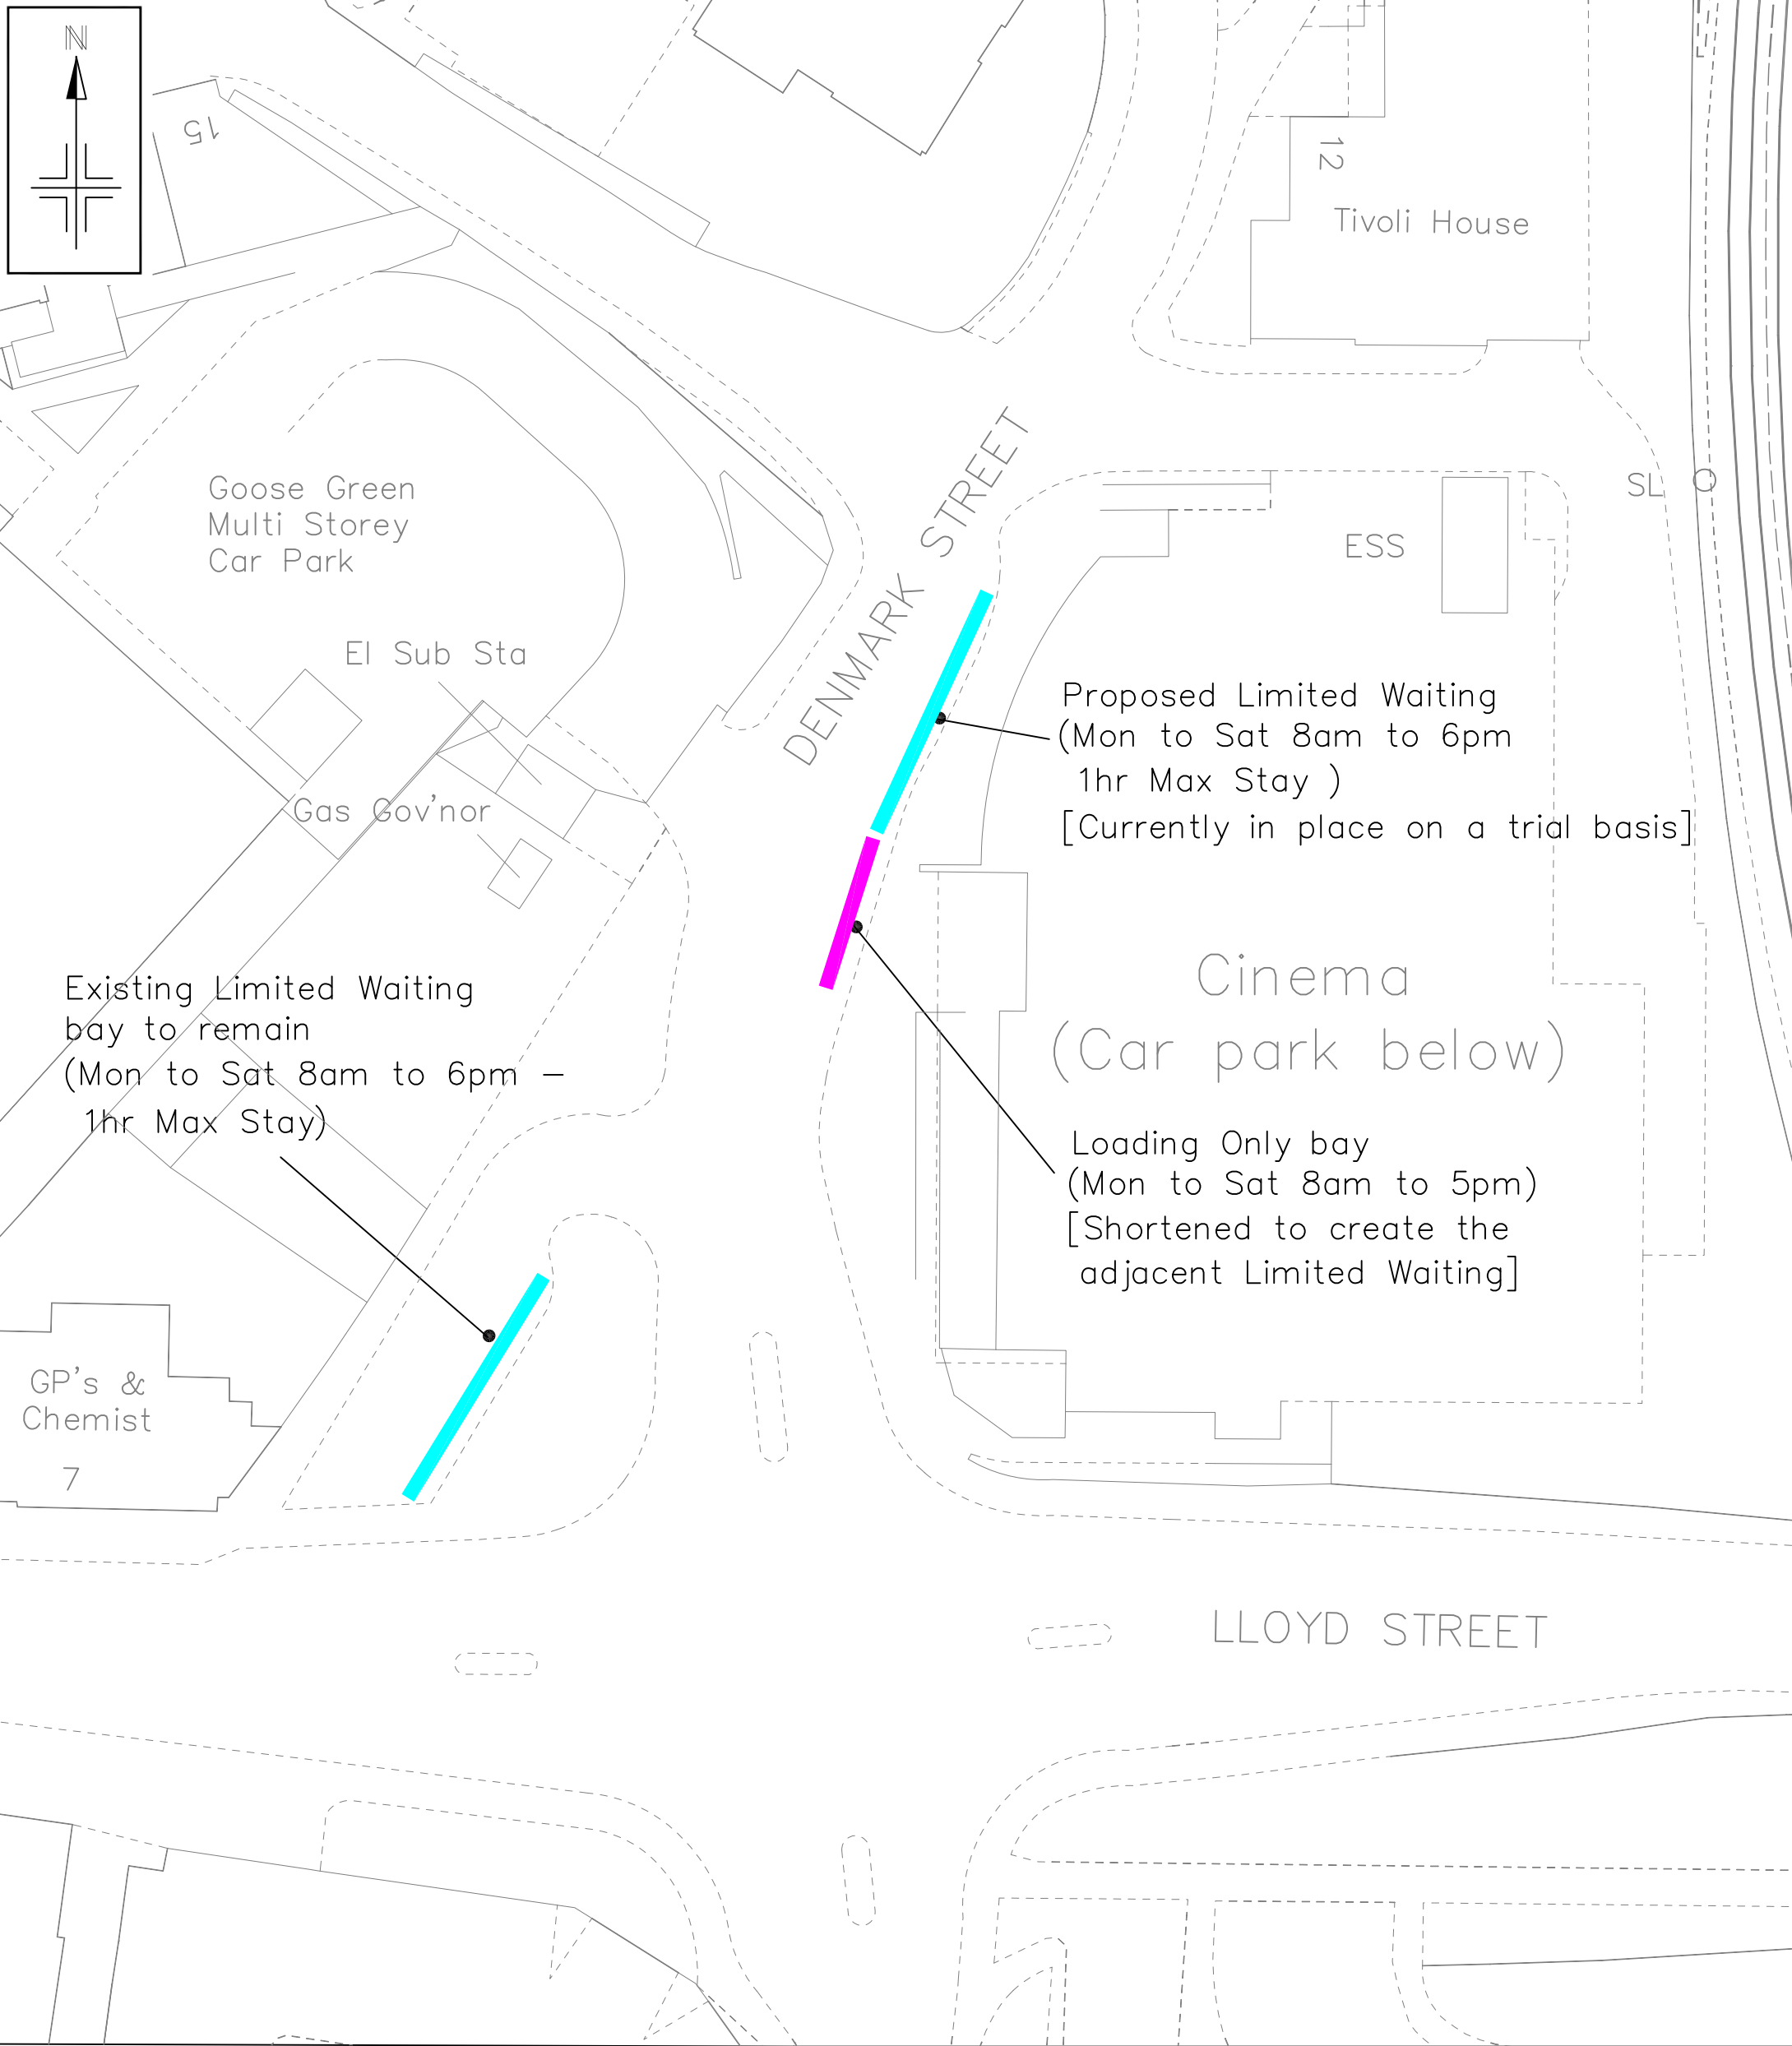 N
15
12
Tivoli House
Goose Green
Multi Storey
Car Park
DENMARK STREET
SL
ESS
El Sub Sta
Proposed Limited Waiting
(Mon to Sat 8am to 6pm
1hr Max Stay )
[Currently in place on a trial basis]
Gas Gov'nor
Existing Limited Waiting
bay to remain
(Mon to Sat 8am to 6pm –
1hr Max Stay)
Cinema
(Car park below)
Loading Only bay
(Mon to Sat 8am to 5pm)
[Shortened to create the
adjacent Limited Waiting]
GP's &
Chemist
7
LLOYD STREET